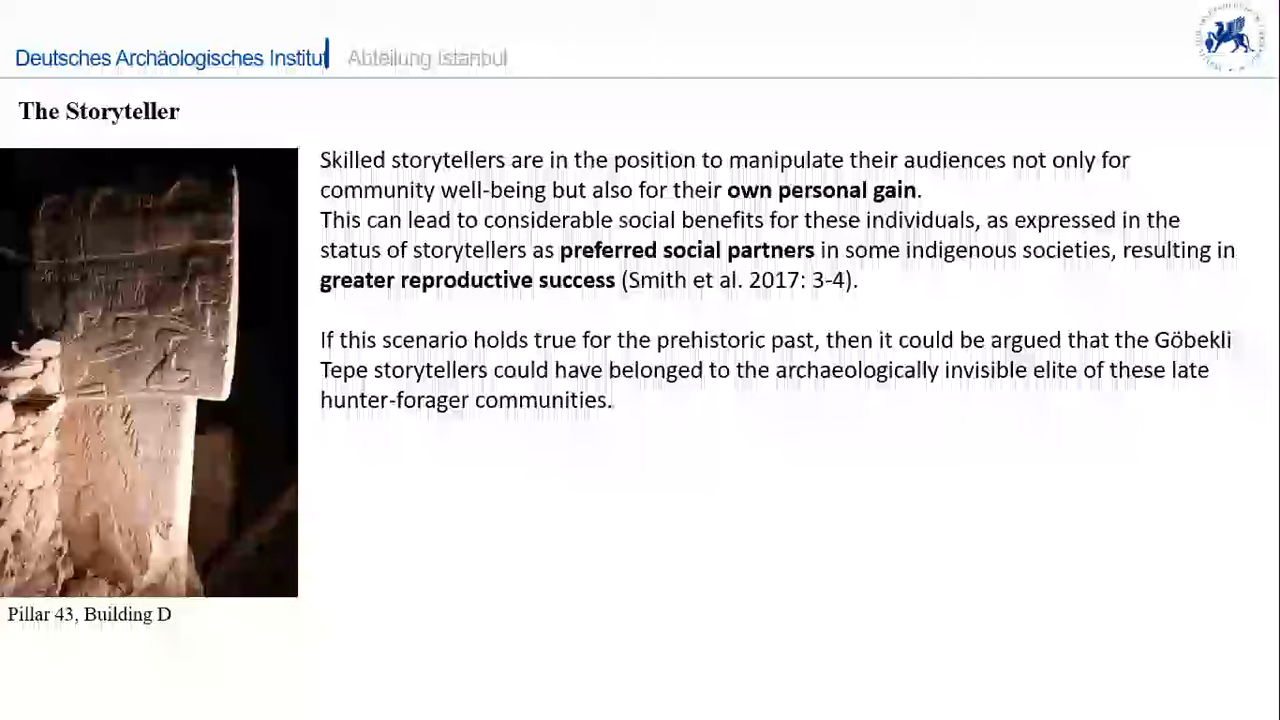 Deutsches Archäologisches Institut Abteilung Istanbul
The Storyteller
Skilled storytellers are in the position to manipulate their audiences not only for
community well-being but also for their own personal gain.
This can lead to considerable social benefits for these individuals, as expressed in the
status of storytellers as preferred social partners in some indigenous societies, resulting in
greater reproductive success (Smith et al. 2017: 3-4).
If this scenario holds true for the prehistoric past, then it could be argued that the Göbekli
Tepe storytellers could have belonged to the archaeologically invisible elite of these late
hunter-forager communities.
Pillar 43, Building D